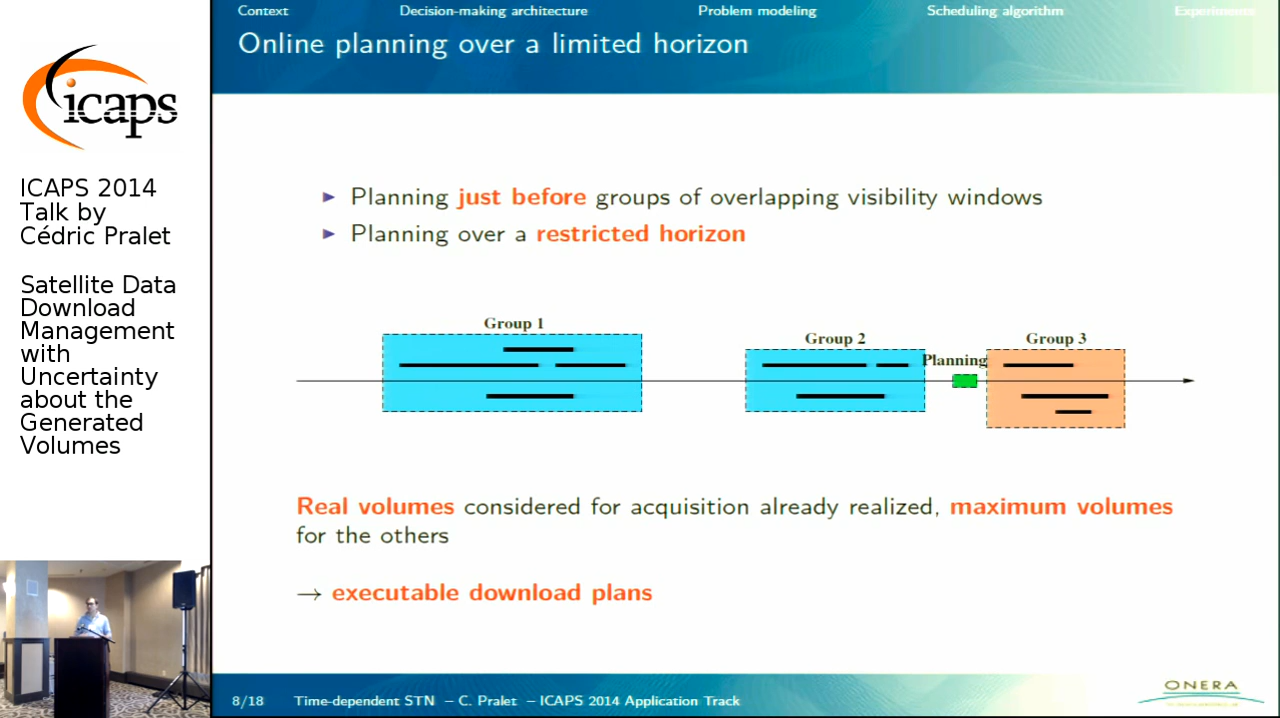 Context Decision-making architecture Problem modeling Scheduling algorithm Experiments
Online planning over a limited horizon
icaps
ICAPS 2014
Talk by
Cédric Pralet
Satellite Data
Download
Management
with
Uncertainty
about the
Generated
Volumes
► Planning just before groups of overlapping visibility windows
► Planning over a restricted horizon
Group 1
Group 2
Planning
Group 3
Real volumes considered for acquisition already realized, maximum volumes
for the others
→ executable download plans
8/18 Time-dependent STN – C. Pralet – ICAPS 2014 Application Track
ONERA